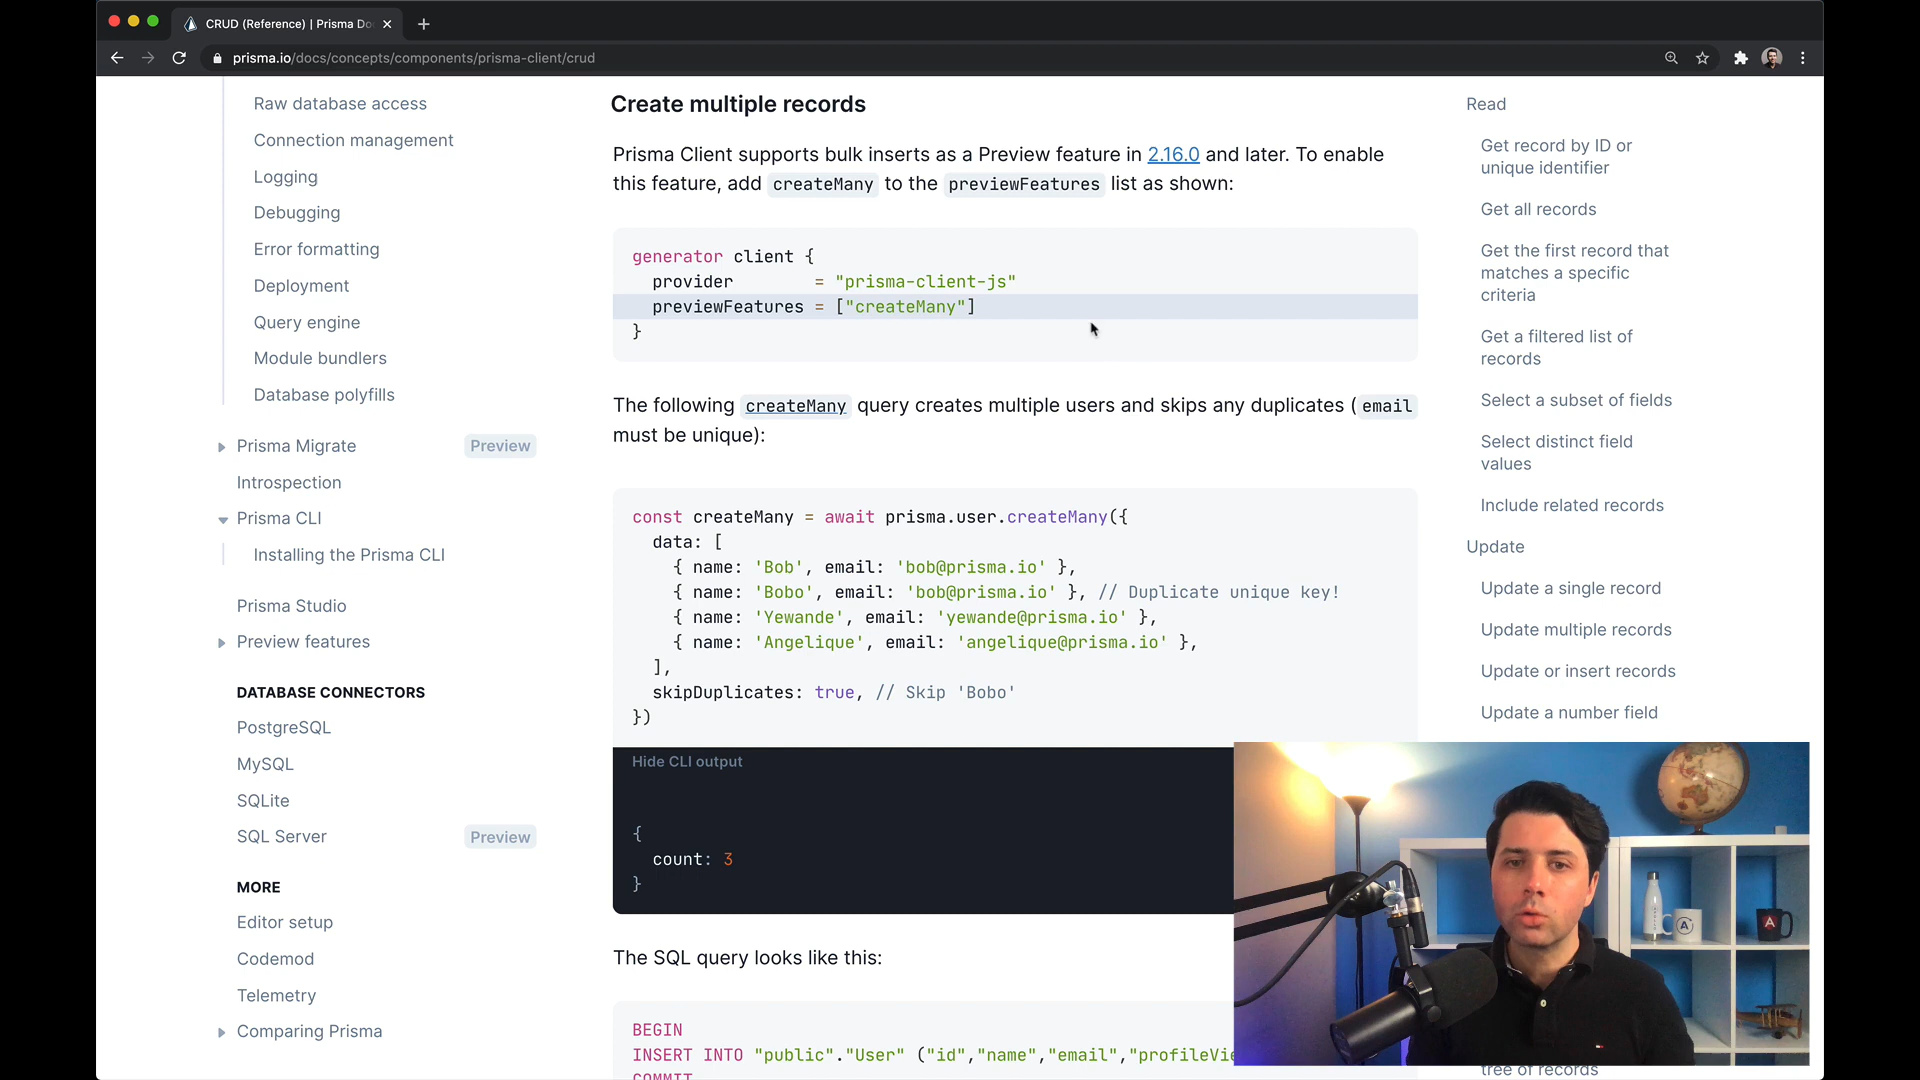 CRUD (Reference) | Prisma Do
prisma.io/docs/concepts/components/prisma-client/crud
Raw database access
Connection management
Logging
Debugging
Error formatting
Deployment
Query engine
Module bundlers
Database polyfills
Prisma Migrate Preview
Introspection
Prisma CLI
Installing the Prisma CLI
Prisma Studio
Preview features
DATABASE CONNECTORS
PostgreSQL
MySQL
SQLite
SQL Server Preview
MORE
Editor setup
Codemod
Telemetry
Comparing Prisma
Create multiple records
Prisma Client supports bulk inserts as a Preview feature in 2.16.0 and later. To enable
this feature, add createMany to the previewFeatures list as shown:
generator client {
provider = "prisma-client-js"
previewFeatures = ["createMany"]
}
The following createMany query creates multiple users and skips any duplicates ( email
must be unique):
const createMany = await prisma.user.createMany({
data: [
{ name: 'Bob', email: 'bob@prisma.io' },
{ name: 'Bobo', email: 'bob@prisma.io' }, // Duplicate unique key!
{ name: 'Yewande', email: 'yewande@prisma.io' },
{ name: 'Angelique', email: 'angelique@prisma.io' },
],
skipDuplicates: true, // Skip 'Bobo'
})
Hide CLI output
{
count: 3
}
The SQL query looks like this:
BEGIN
INSERT INTO "public"."User" ("id","name","email","profileVie
COMMIT
Read
Get record by ID or
unique identifier
Get all records
Get the first record that
matches a specific
criteria
Get a filtered list of
records
Select a subset of fields
Select distinct field
values
Include related records
Update
Update a single record
Update multiple records
Update or insert records
Update a number field
tree of records